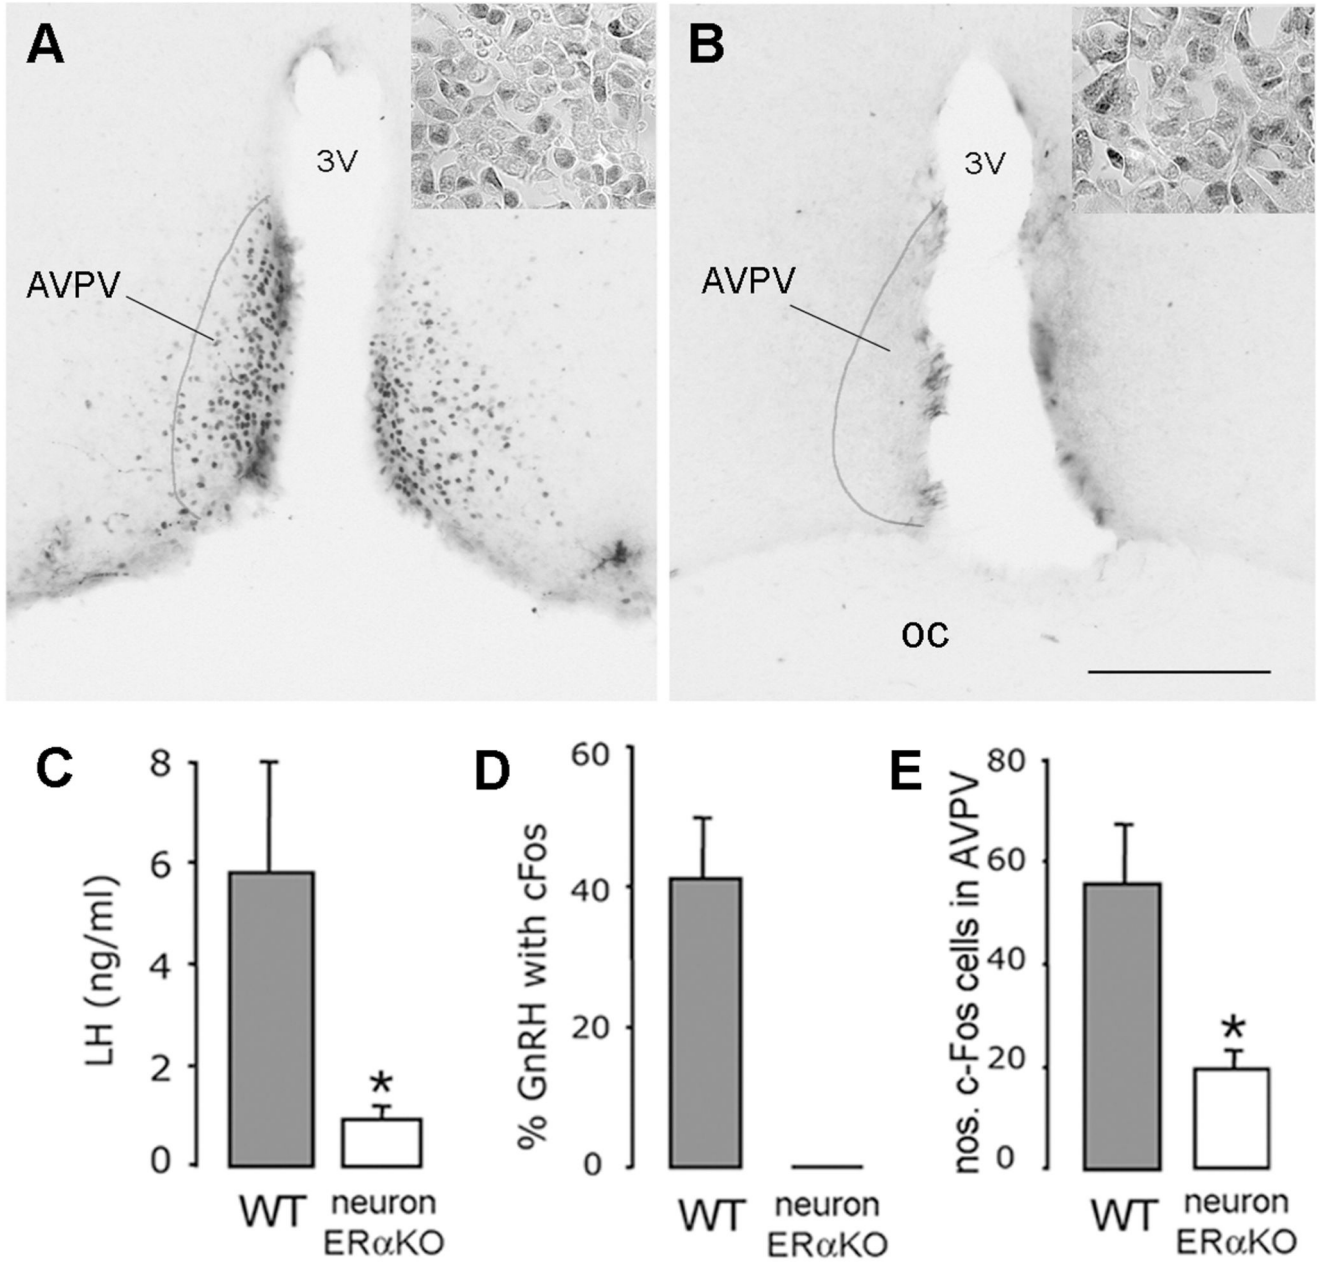 A
3V
AVPV
B
3V
AVPV
OC
C
LH (ng/ml)
8
6
4
2
0
*
WT
neuron
ERαKO
D
% GnRH with cFos
60
40
20
0
WT
neuron
ERαKO
E
nos. c-Fos cells in AVPV
80
60
40
20
0
*
WT
neuron
ERαKO